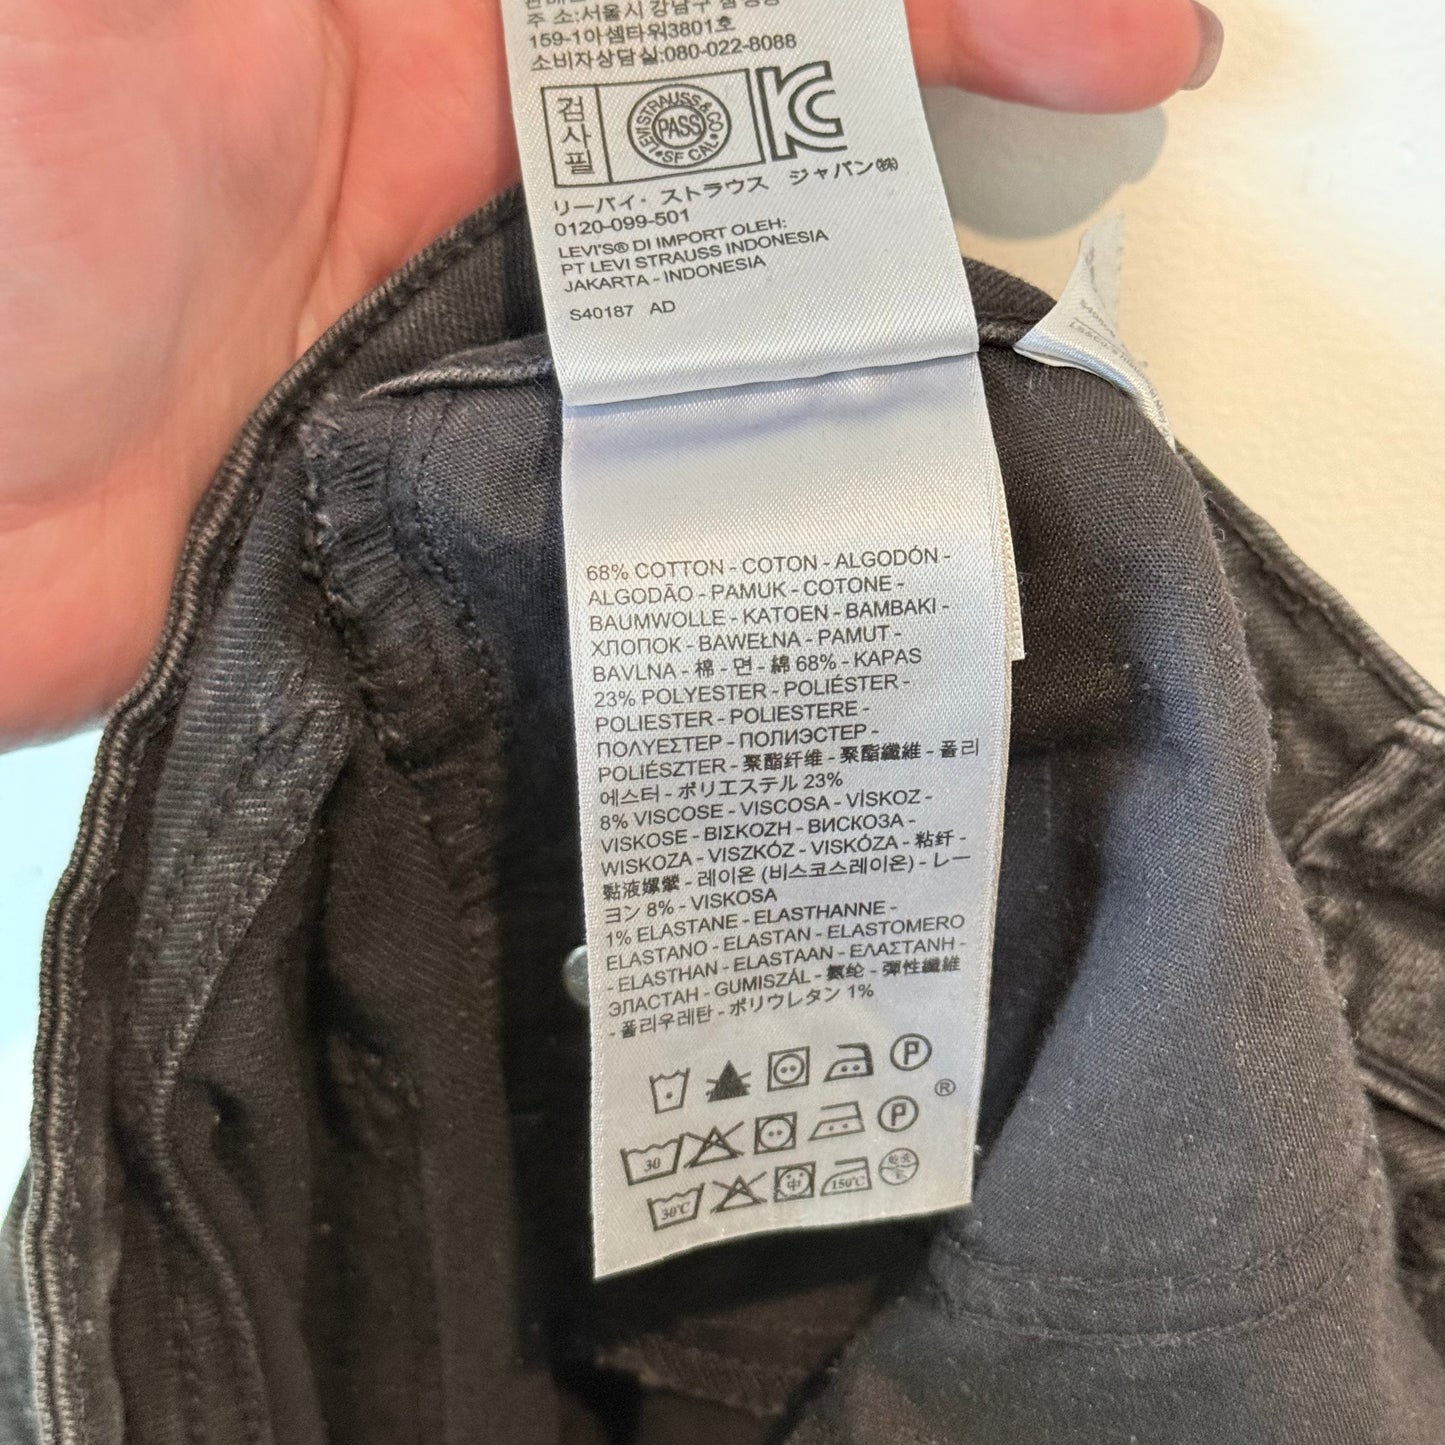 주 소:서울시 강남구 삼성동
159-1아셈타워3801호
소비자상담실:080-022-8088
검사필
LEVI STRAUSS & CO
PASS
SF CAL
リーバイ・ストラウス ジャパン㈱
0120-099-501
LEVI'S® DI IMPORT OLEH:
PT LEVI STRAUSS INDONESIA
JAKARTA - INDONESIA
S40187 AD
68% COTTON - COTON - ALGODÓN -
ALGODÃO - PAMUK - COTONE -
BAUMWOLLE - KATOEN - BAMBAKI -
ХЛОПОК - BAWEŁNA - PAMUT -
BAVLNA - 棉 - 면 - 綿 68% - KAPAS
23% POLYESTER - POLIÉSTER -
POLIESTER - POLIESTERE -
ΠΟΛΥΕΣΤΕΡ - ПОЛИЭСТЕР -
POLIÉSZTER - 聚酯纤维 - 聚酯纖維 - 폴리
에스터 - ポリエステル 23%
8% VISCOSE - VISCOSA - VİSKOZ -
VISKOSE - ΒΙΣΚΟΖΗ - ВИСКОЗА -
WISKOZA - VISZKÓZ - VISKÓZA - 粘纤 -
黏液嫘縈 - 레이온 (비스코스레이온) - レー
ヨン 8% - VISKOSA
1% ELASTANE - ELASTHANNE -
ELASTANO - ELASTAN - ELASTOMERO
- ELASTHAN - ELASTAAN - ΕΛΑΣΤΑΝΗ -
ЭЛАСТАН - GUMISZÁL - 氨纶 - 彈性纖維
- 폴리우레탄 - ポリウレタン 1%
P
®
30 P
30℃ 中 150℃